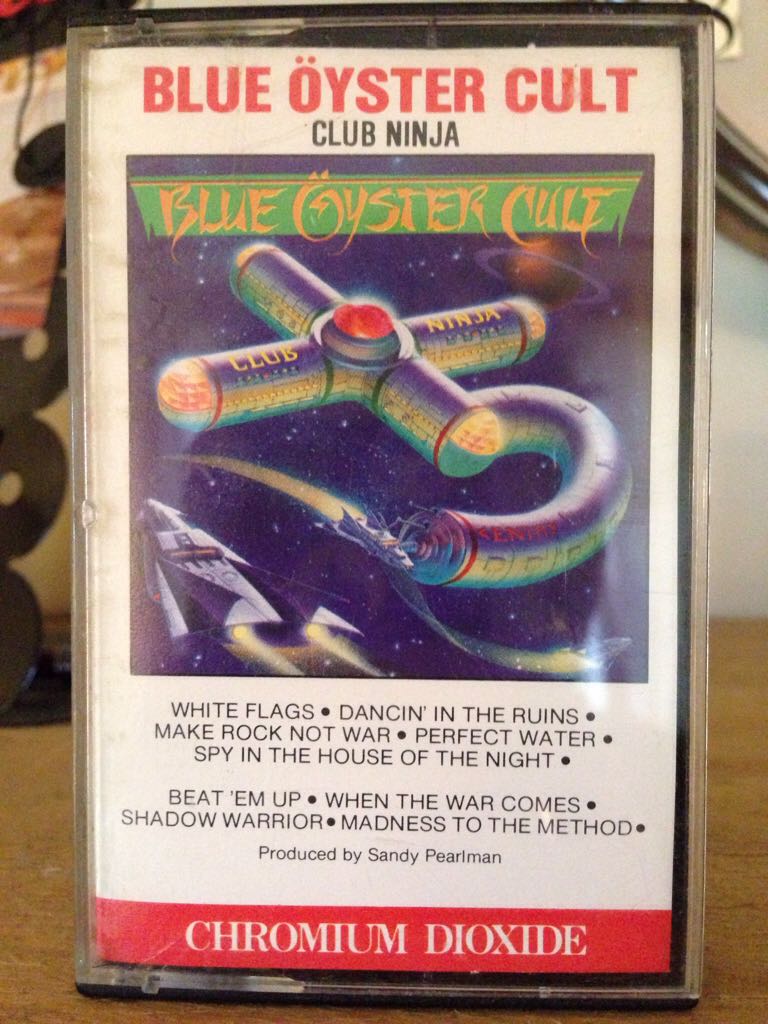 BLUE ÖYSTER CULT
CLUB NINJA
BLUE ÖYSTER CULT
CLUB NINJA
WHITE FLAGS • DANCIN' IN THE RUINS •
MAKE ROCK NOT WAR • PERFECT WATER •
SPY IN THE HOUSE OF THE NIGHT •
BEAT 'EM UP • WHEN THE WAR COMES •
SHADOW WARRIOR • MADNESS TO THE METHOD •
Produced by Sandy Pearlman
CHROMIUM DIOXIDE